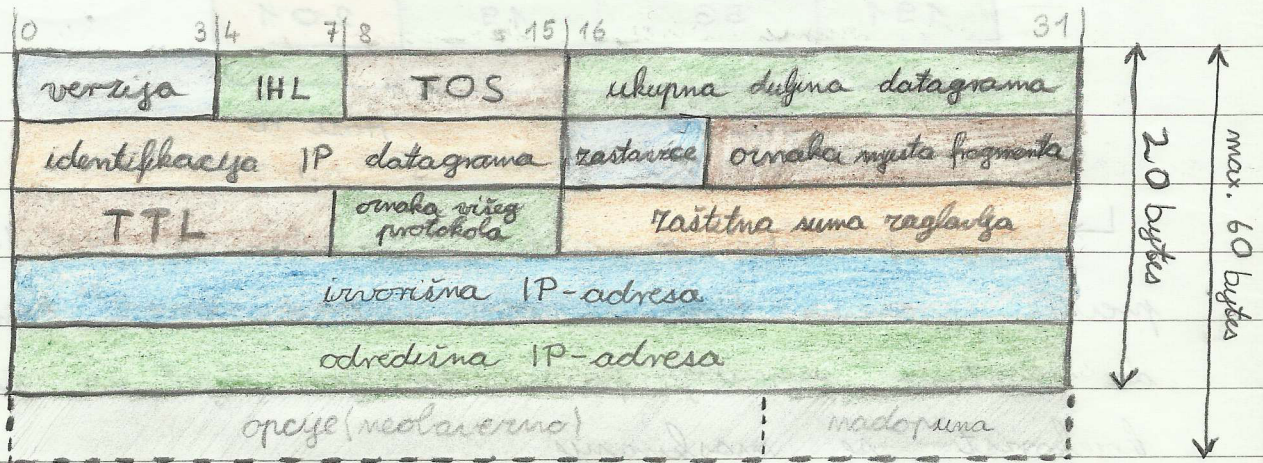 0 3 4 7 8 15 16 31
verzija IHL TOS ukupna duljina datagrama
identifikacija IP datagrama zastavice oznaka mjesta fragmenta
TTL oznaka višeg
protokola
zaštitna suma zaglavlja
izvorišna IP-adresa
odredišna IP-adresa
opcije (neobavezno) nadopuna
20 bytes
max. 60 bytes